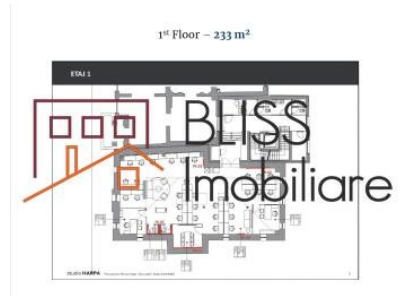 1st Floor – 233 m²
ETAJ 1
BLISS
Imobiliare
studio HARPA